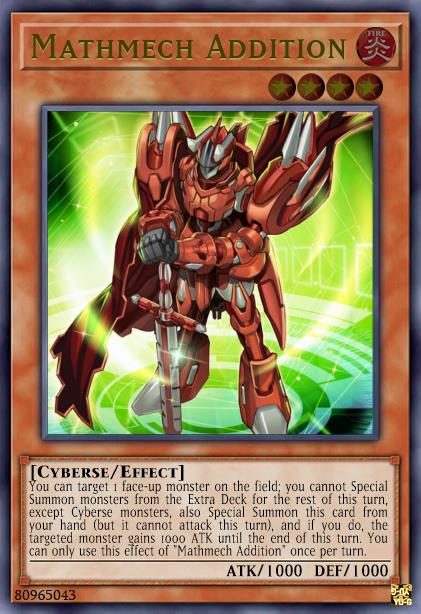 MATHMECH ADDITION
FIRE
炎
[CYBERSE/EFFECT]
You can target 1 face-up monster on the field; you cannot Special
Summon monsters from the Extra Deck for the rest of this turn,
except Cyberse monsters, also Special Summon this card from
your hand (but it cannot attack this turn), and if you do, the
targeted monster gains 1000 ATK until the end of this turn. You
can only use this effect of "Mathmech Addition" once per turn.
ATK/1000 DEF/1000
80965043